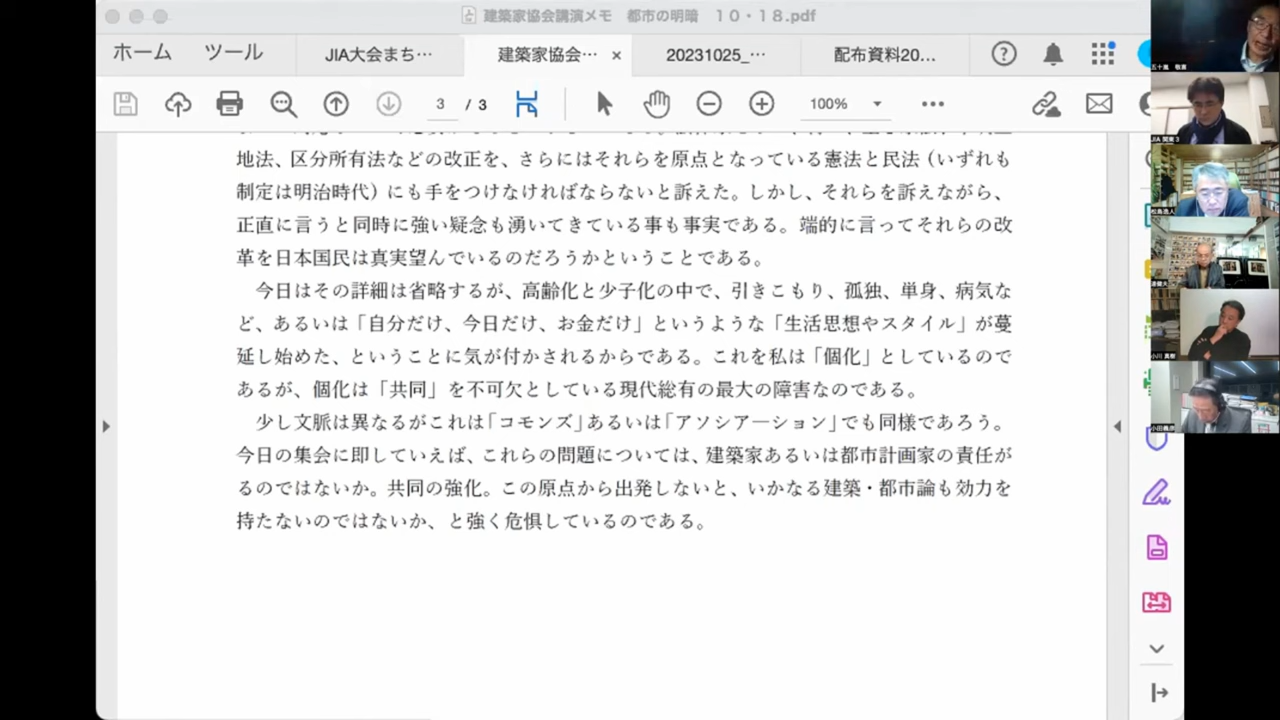 建築家協会講演メモ 都市の明暗 10・18.pdf
ホーム ツール JIA大会まち… 建築家協会… × 20231025_… 配布資料20…
3 / 3 100%
地法、区分所有法などの改正を、さらにはそれらを原点となっている憲法と民法（いずれも
制定は明治時代）にも手をつけなければならないと訴えた。しかし、それらを訴えながら、
正直に言うと同時に強い疑念も湧いてきている事も事実である。端的に言ってそれらの改
革を日本国民は真実望んでいるのだろうかということである。
今日はその詳細は省略するが、高齢化と少子化の中で、引きこもり、孤独、単身、病気な
ど、あるいは「自分だけ、今日だけ、お金だけ」というような「生活思想やスタイル」が蔓
延し始めた、ということに気が付かされるからである。これを私は「個化」としているので
あるが、個化は「共同」を不可欠としている現代総有の最大の障害なのである。
少し文脈は異なるがこれは「コモンズ」あるいは「アソシア―ション」でも同様であろう。
今日の集会に即していえば、これらの問題については、建築家あるいは都市計画家の責任が
るのではないか。共同の強化。この原点から出発しないと、いかなる建築・都市論も効力を
持たないのではないか、と強く危惧しているのである。
五十嵐 敬喜
JIA 関東 3
松島浩人
小川 真樹